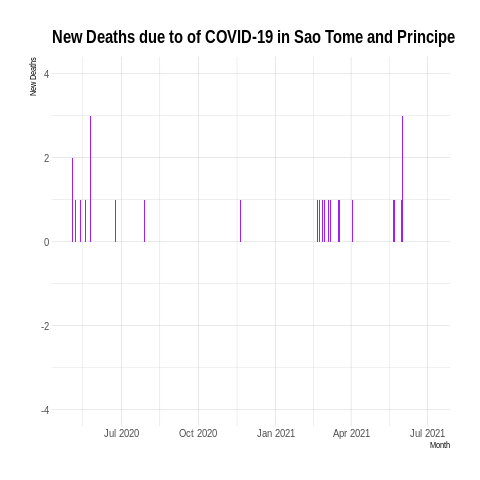 New Deaths due to of COVID-19 in Sao Tome and Principe
New Deaths
4
2
0
-2
-4
Jul 2020 Oct 2020 Jan 2021 Apr 2021 Jul 2021
Month